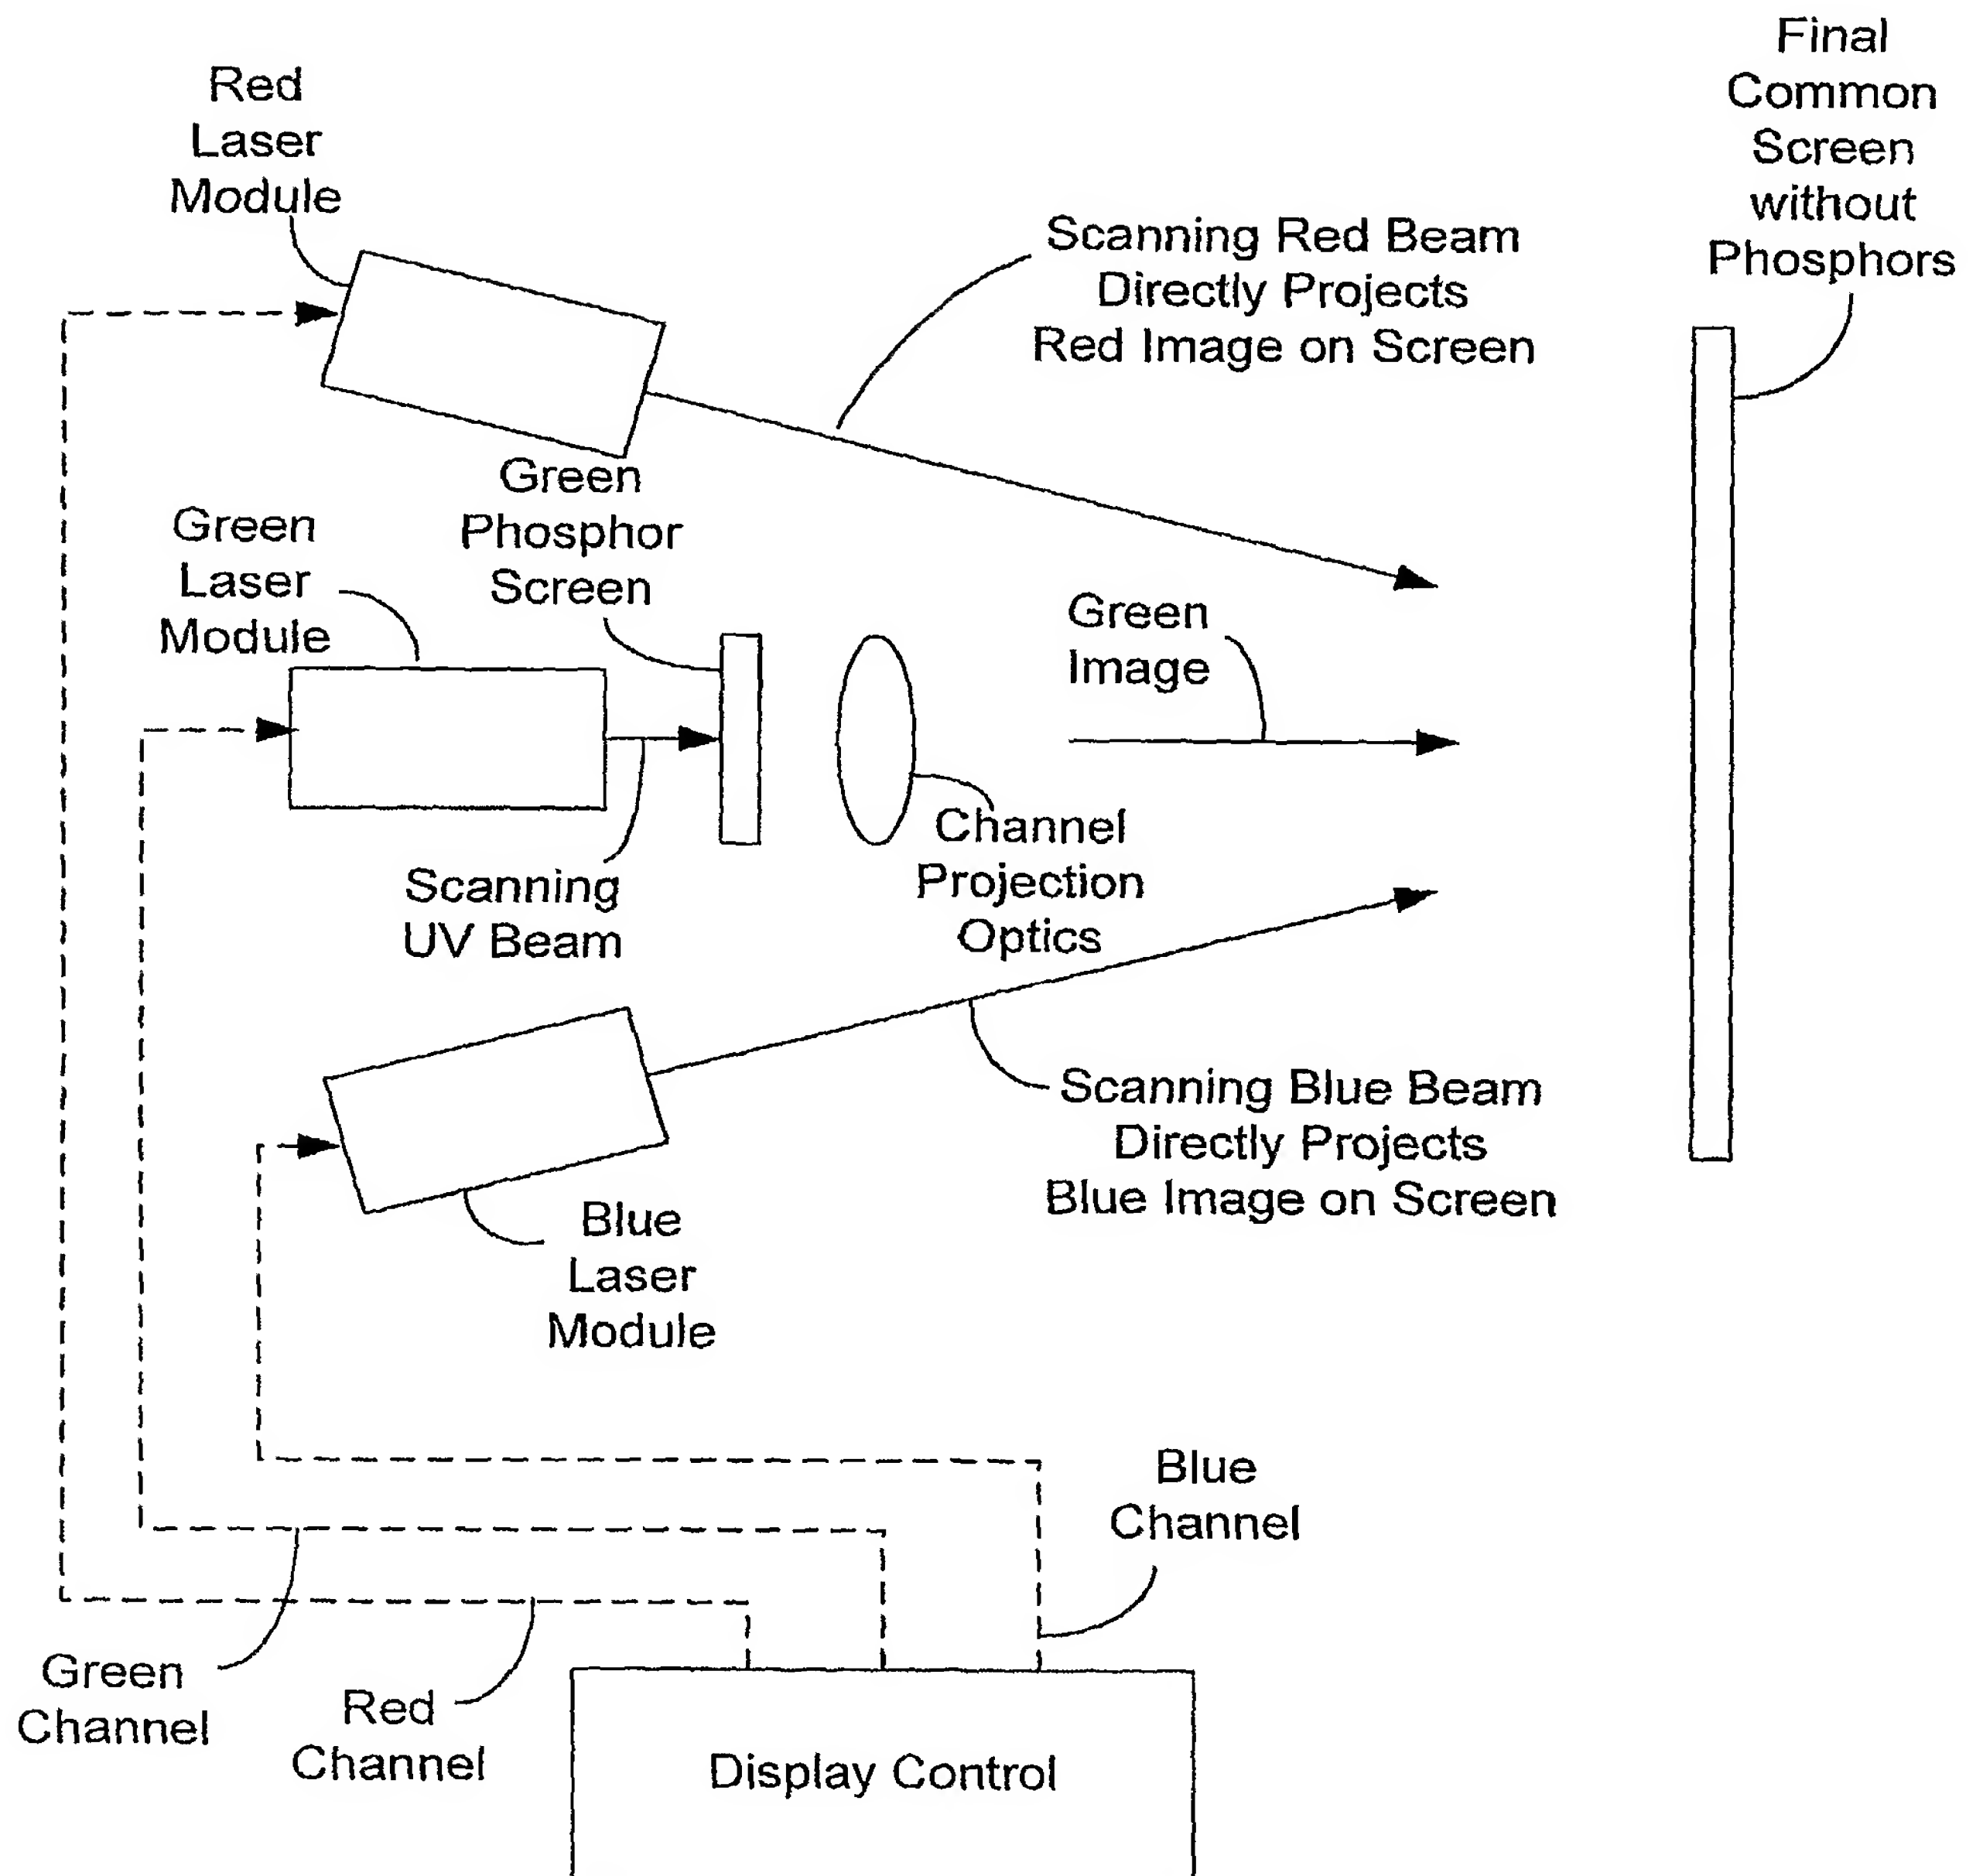 Final
Common
Screen
without
Phosphors
Red
Laser
Module
Scanning Red Beam
Directly Projects
Red Image on Screen
Green
Phosphor
Screen
Green
Laser
Module
Green
Image
Scanning
UV Beam
Channel
Projection
Optics
Scanning Blue Beam
Directly Projects
Blue Image on Screen
Blue
Laser
Module
Blue
Channel
Green
Channel
Red
Channel
Display Control